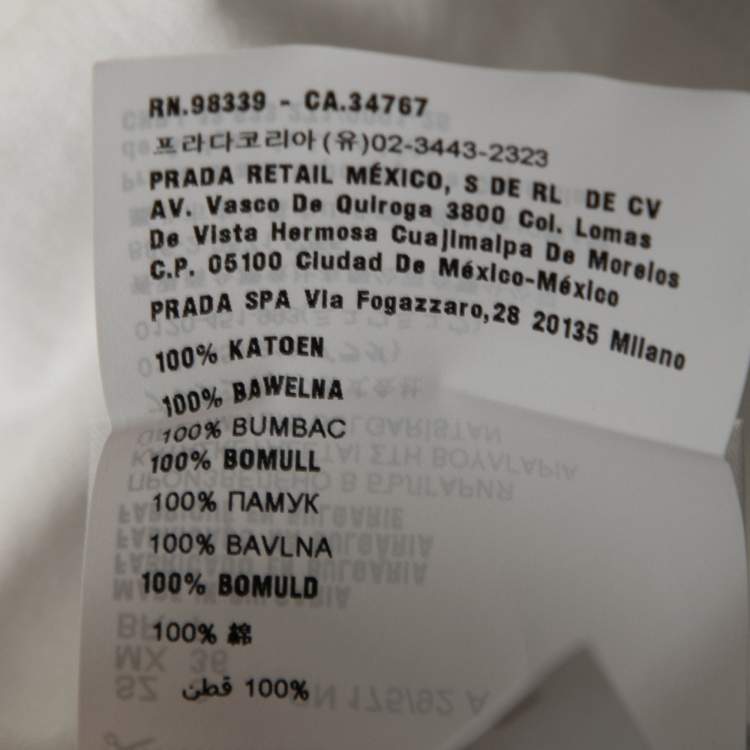 RN.98339 - CA.34767
프라다코리아(유)02-3443-2323
PRADA RETAIL MÉXICO, S DE RL DE CV
AV. Vasco De Quiroga 3800 Col. Lomas
De Vista Hermosa Cuajimalpa De Morelos
C.P. 05100 Ciudad De México-México
PRADA SPA Via Fogazzaro,28 20135 Milano
100% KATOEN
100% BAWELNA
100% BUMBAC
100% BOMULL
100% ПАМУК
100% BAVLNA
100% BOMULD
100% 綿
100% قطن